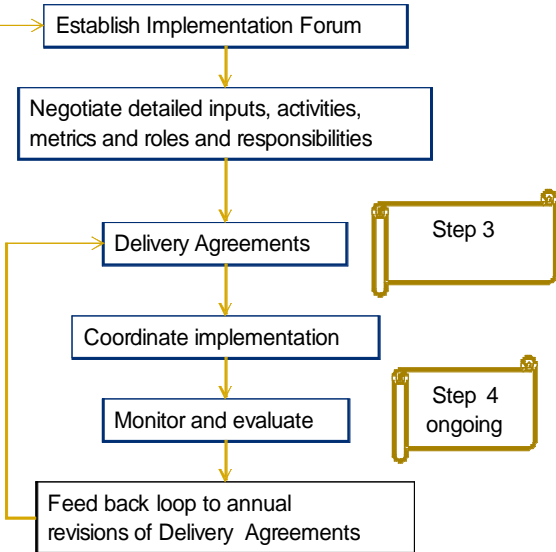 Establish Implementation Forum
Negotiate detailed inputs, activities,
metrics and roles and responsibilities
Delivery Agreements
Step 3
Coordinate implementation
Monitor and evaluate
Step 4
ongoing
Feed back loop to annual
revisions of Delivery Agreements